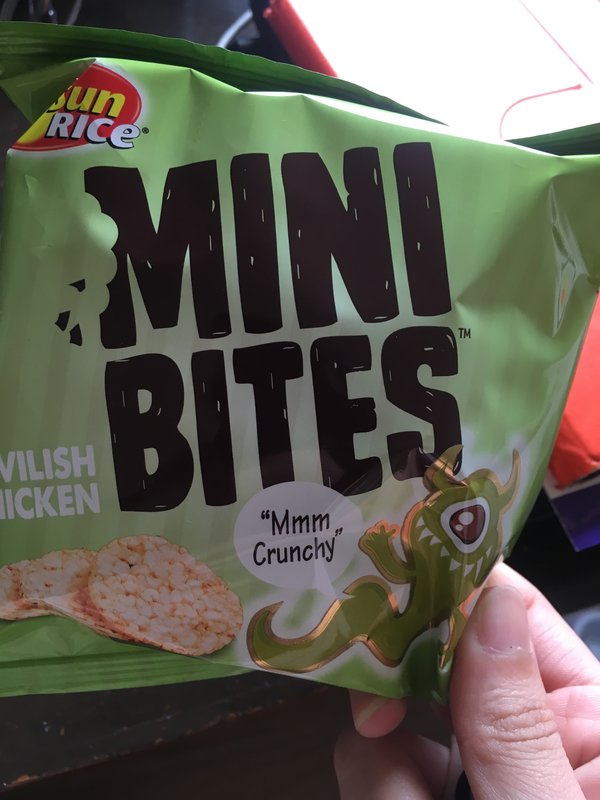 Sun
RICE®
MINI
BITES™
VILISH
ICKEN
"Mmm
Crunchy"